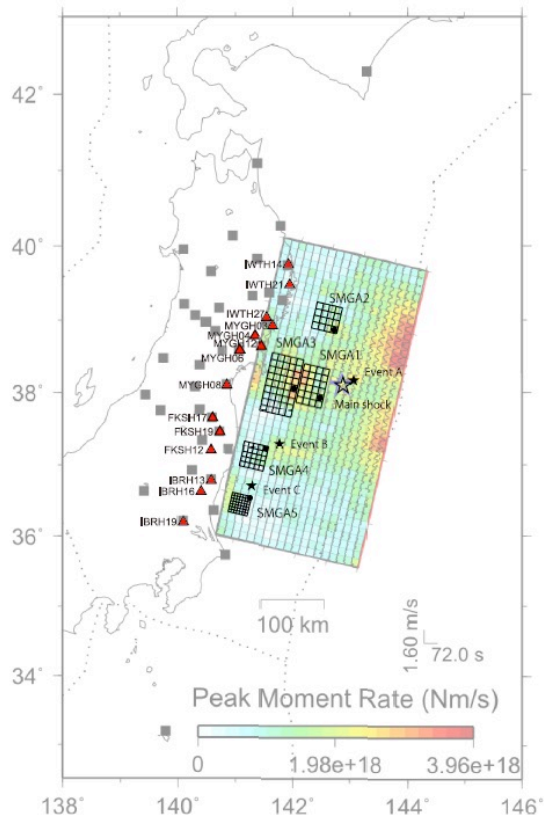 42°
40°
38°
36°
34°
IWTH14
IWTH21
IWTH27
MYGH03
MYGH04
MYGH12
MYGH06
MYGH08
FKSH17
FKSH19
FKSH12
IBRH13
IBRH16
IBRH19
SMGA2
SMGA3
SMGA1
Event A
Main shock
Event B
SMGA4
Event C
SMGA5
100 km
1.60 m/s
72.0 s
Peak Moment Rate (Nm/s)
0 1.98e+18 3.96e+18
138° 140° 142° 144° 146°